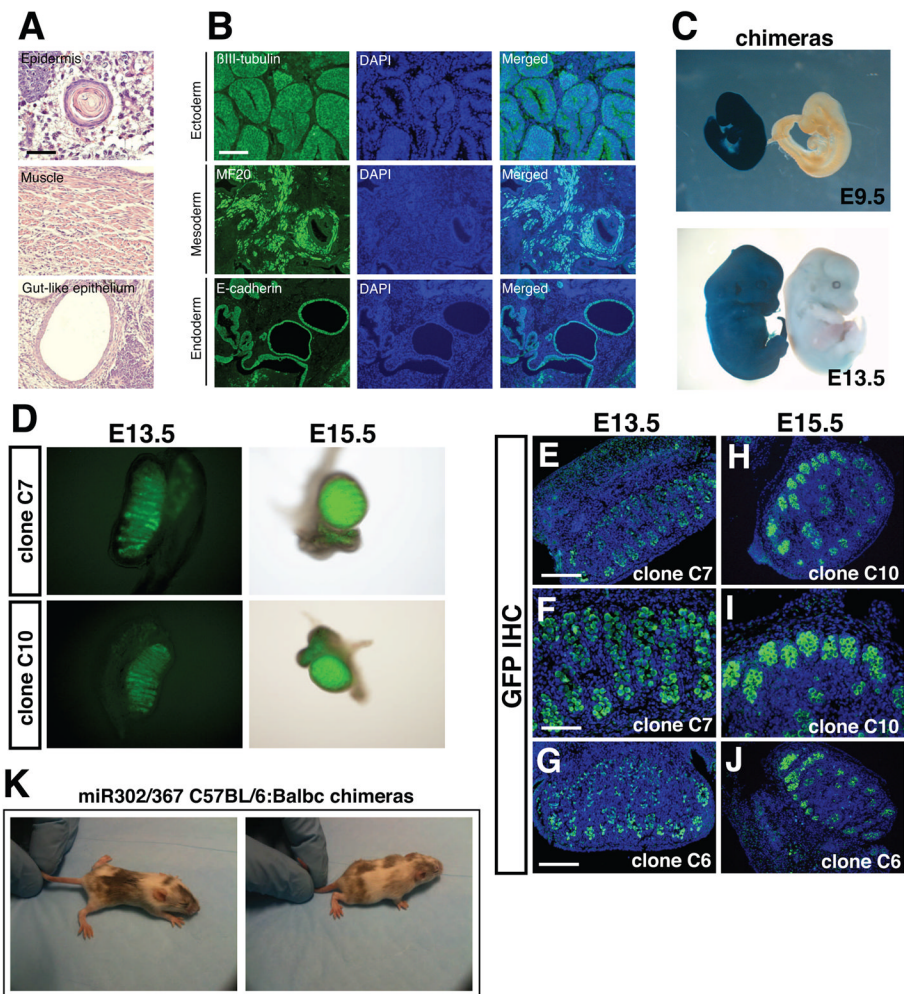 A
Epidermis
Muscle
Gut-like epithelium
B
Ectoderm
ßIII-tubulin
DAPI
Merged
Mesoderm
MF20
DAPI
Merged
Endoderm
E-cadherin
DAPI
Merged
C
chimeras
E9.5
E13.5
D
E13.5
E15.5
clone C7
clone C10
E13.5
E15.5
GFP IHC
E
clone C7
H
clone C10
F
clone C7
I
clone C10
G
clone C6
J
clone C6
K
miR302/367 C57BL/6:Balbc chimeras